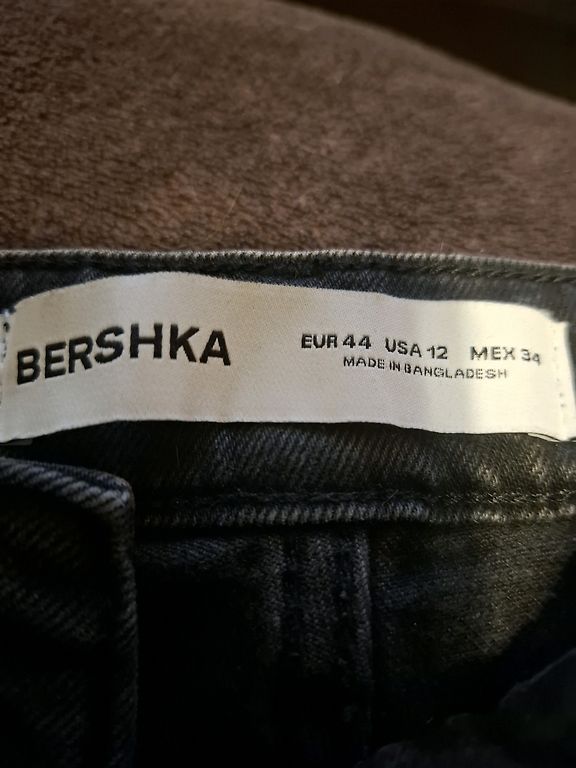 BERSHKA
EUR 44 USA 12 MEX 34
MADE IN BANGLADESH